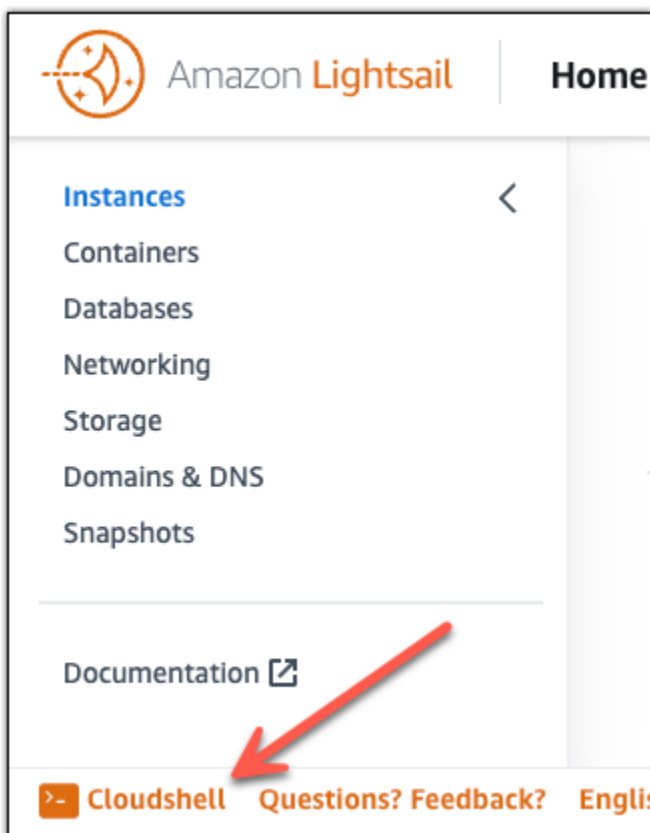 Amazon Lightsail Home
Instances
Containers
Databases
Networking
Storage
Domains & DNS
Snapshots
Documentation
Cloudshell Questions? Feedback?